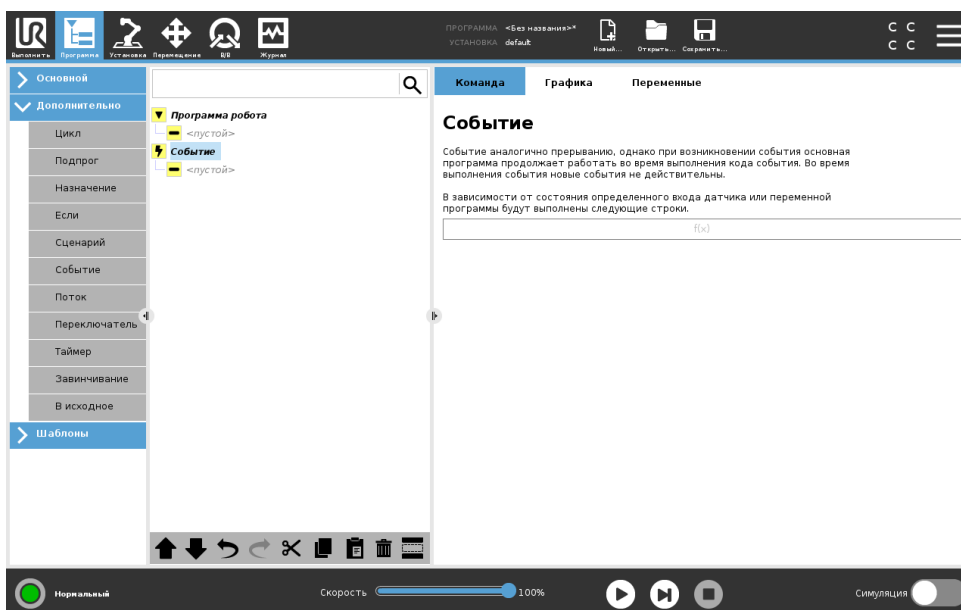 UR
ПРОГРАММА <Без названия>*
УСТАНОВКА default
Выполнить Программа Установка Перемещение В/В Журнал
Новый... Открыть... Сохранить...
C C
C C
Основной
Дополнительно
Цикл
Подпрог
Назначение
Если
Сценарий
Событие
Поток
Переключатель
Таймер
Завинчивание
В исходное
Шаблоны
Программа робота
<пустой>
Событие
<пустой>
Команда Графика Переменные
Событие
Событие аналогично прерыванию, однако при возникновении события основная
программа продолжает работать во время выполнения кода события. Во время
выполнения события новые события не действительны.
В зависимости от состояния определенного входа датчика или переменной
программы будут выполнены следующие строки.
f(x)
Нормальный
Скорость 100%
Симуляция